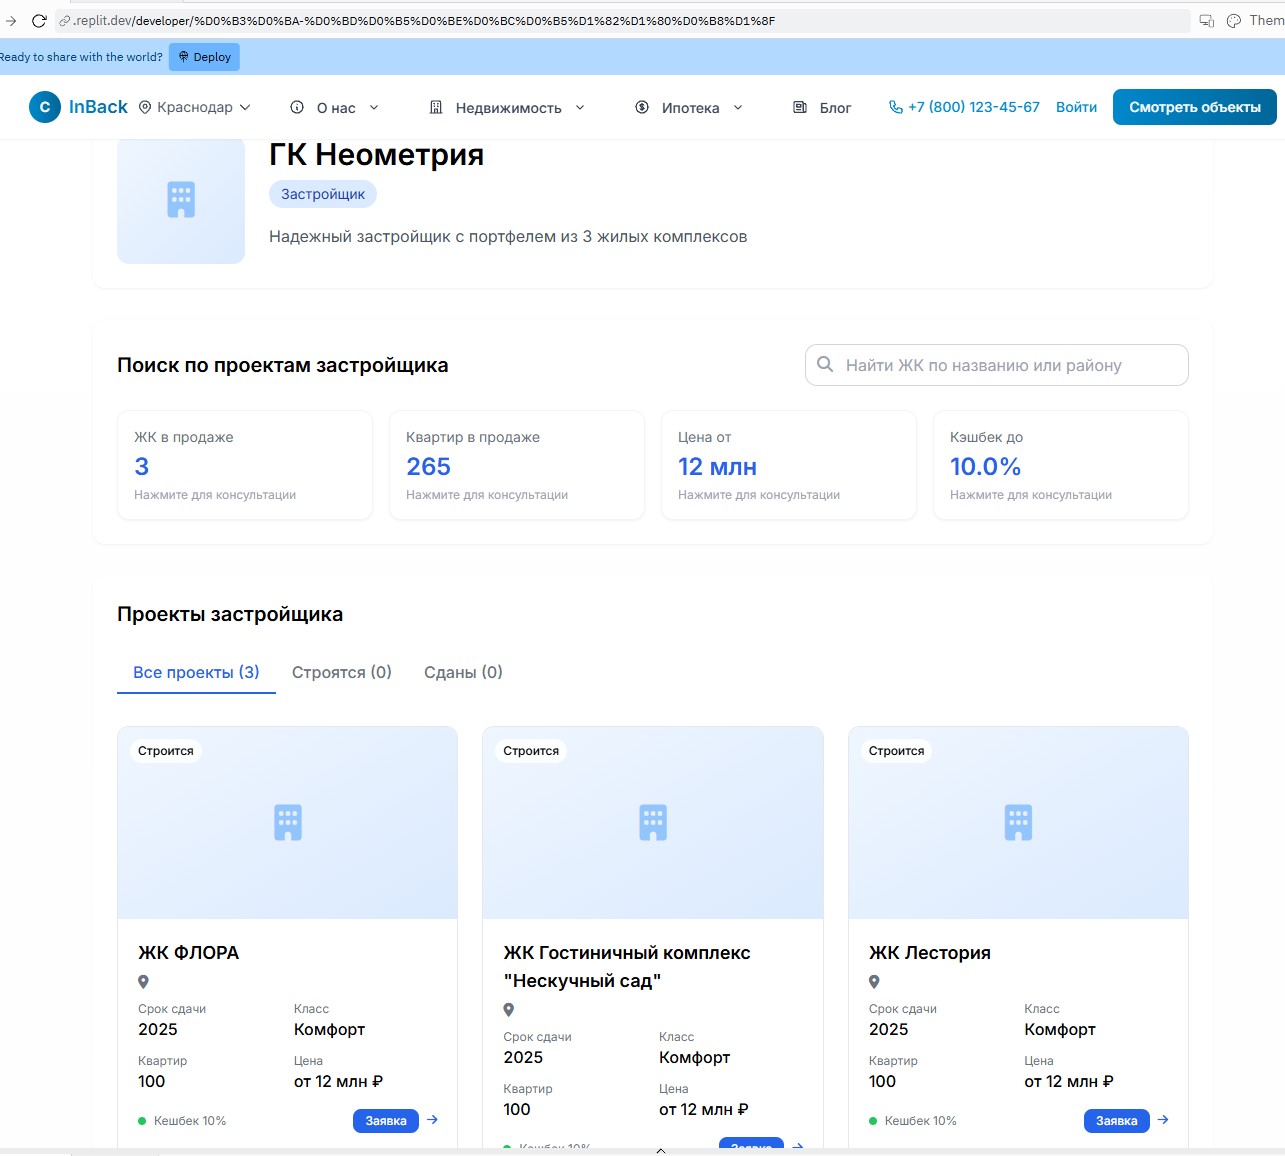 .replit.dev/developer/%D0%B3%D0%BA-%D0%BD%D0%B5%D0%BE%D0%BC%D0%B5%D1%82%D1%80%D0%B8%D1%8F
Them
Ready to share with the world?
Deploy
C
InBack
Краснодар
О нас
Недвижимость
Ипотека
Блог
+7 (800) 123-45-67
Войти
Смотреть объекты
ГК Неометрия
Застройщик
Надежный застройщик с портфелем из 3 жилых комплексов
Поиск по проектам застройщика
Найти ЖК по названию или району
ЖК в продаже
3
Нажмите для консультации
Квартир в продаже
265
Нажмите для консультации
Цена от
12 млн
Нажмите для консультации
Кэшбек до
10.0%
Нажмите для консультации
Проекты застройщика
Все проекты (3)
Строятся (0)
Сданы (0)
Строится
ЖК ФЛОРА
Срок сдачи
2025
Класс
Комфорт
Квартир
100
Цена
от 12 млн ₽
Кешбек 10%
Заявка
Строится
ЖК Гостиничный комплекс
"Нескучный сад"
Срок сдачи
2025
Класс
Комфорт
Квартир
100
Цена
от 12 млн ₽
Кешбек 10%
Заявка
Строится
ЖК Лестория
Срок сдачи
2025
Класс
Комфорт
Квартир
100
Цена
от 12 млн ₽
Кешбек 10%
Заявка